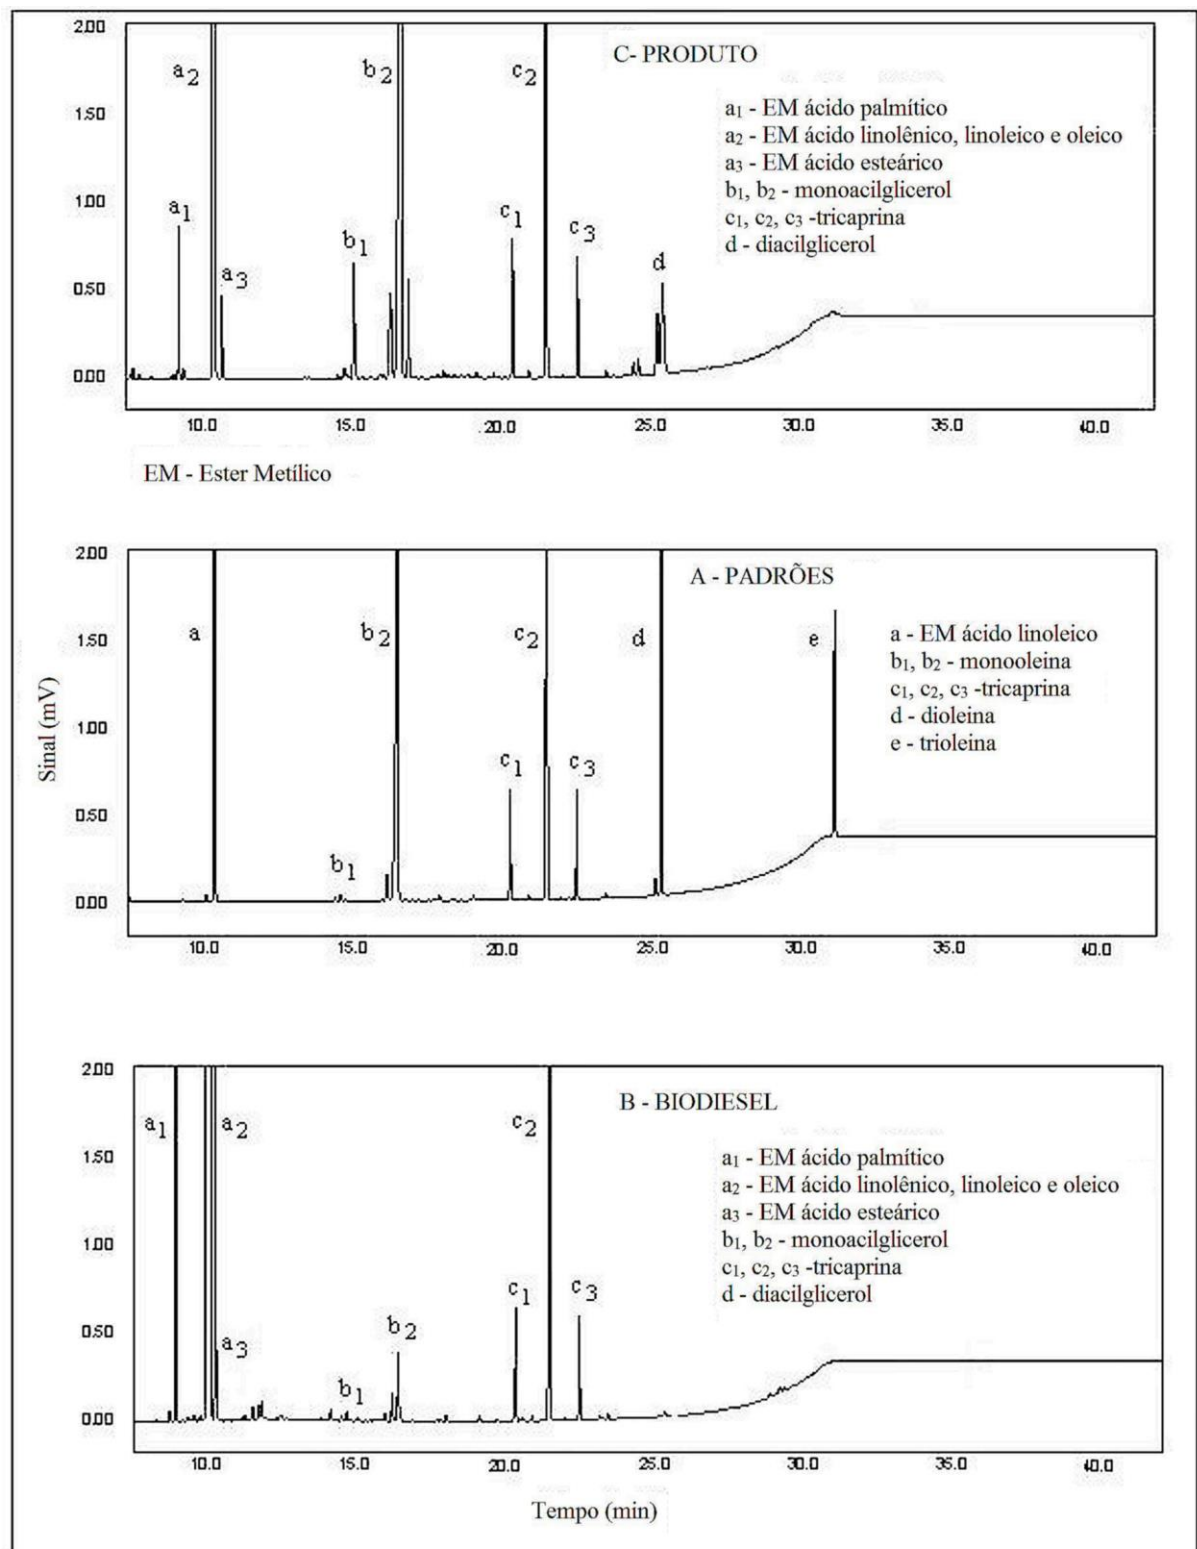 2.00
C- PRODUTO
a2
b2
c2
a1 - EM ácido palmítico
a2 - EM ácido linolênico, linoleico e oleico
a3 - EM ácido esteárico
b1, b2 - monoacilglicerol
c1, c2, c3 -tricaprina
d - diacilglicerol
1.50
1.00
a1
b1
c1
c3
a3
d
0.50
0.00
10.0 15.0 20.0 25.0 30.0 35.0 40.0
EM - Ester Metílico
2.00
A - PADRÕES
a b2 c2 d e
a - EM ácido linoleico
b1, b2 - monooleina
c1, c2, c3 -tricaprina
d - dioleina
e - trioleina
1.50
1.00
c1
c3
b1
0.50
0.00
Sinal (mV)
10.0 15.0 20.0 25.0 30.0 35.0 40.0
2.00
B - BIODIESEL
a1 a2 c2
a1 - EM ácido palmítico
a2 - EM ácido linolênico, linoleico e oleico
a3 - EM ácido esteárico
b1, b2 - monoacilglicerol
c1, c2, c3 -tricaprina
d - diacilglicerol
1.50
1.00
c1
c3
b2
a3
b1
0.50
0.00
10.0 15.0 20.0 25.0 30.0 35.0 40.0
Tempo (min)